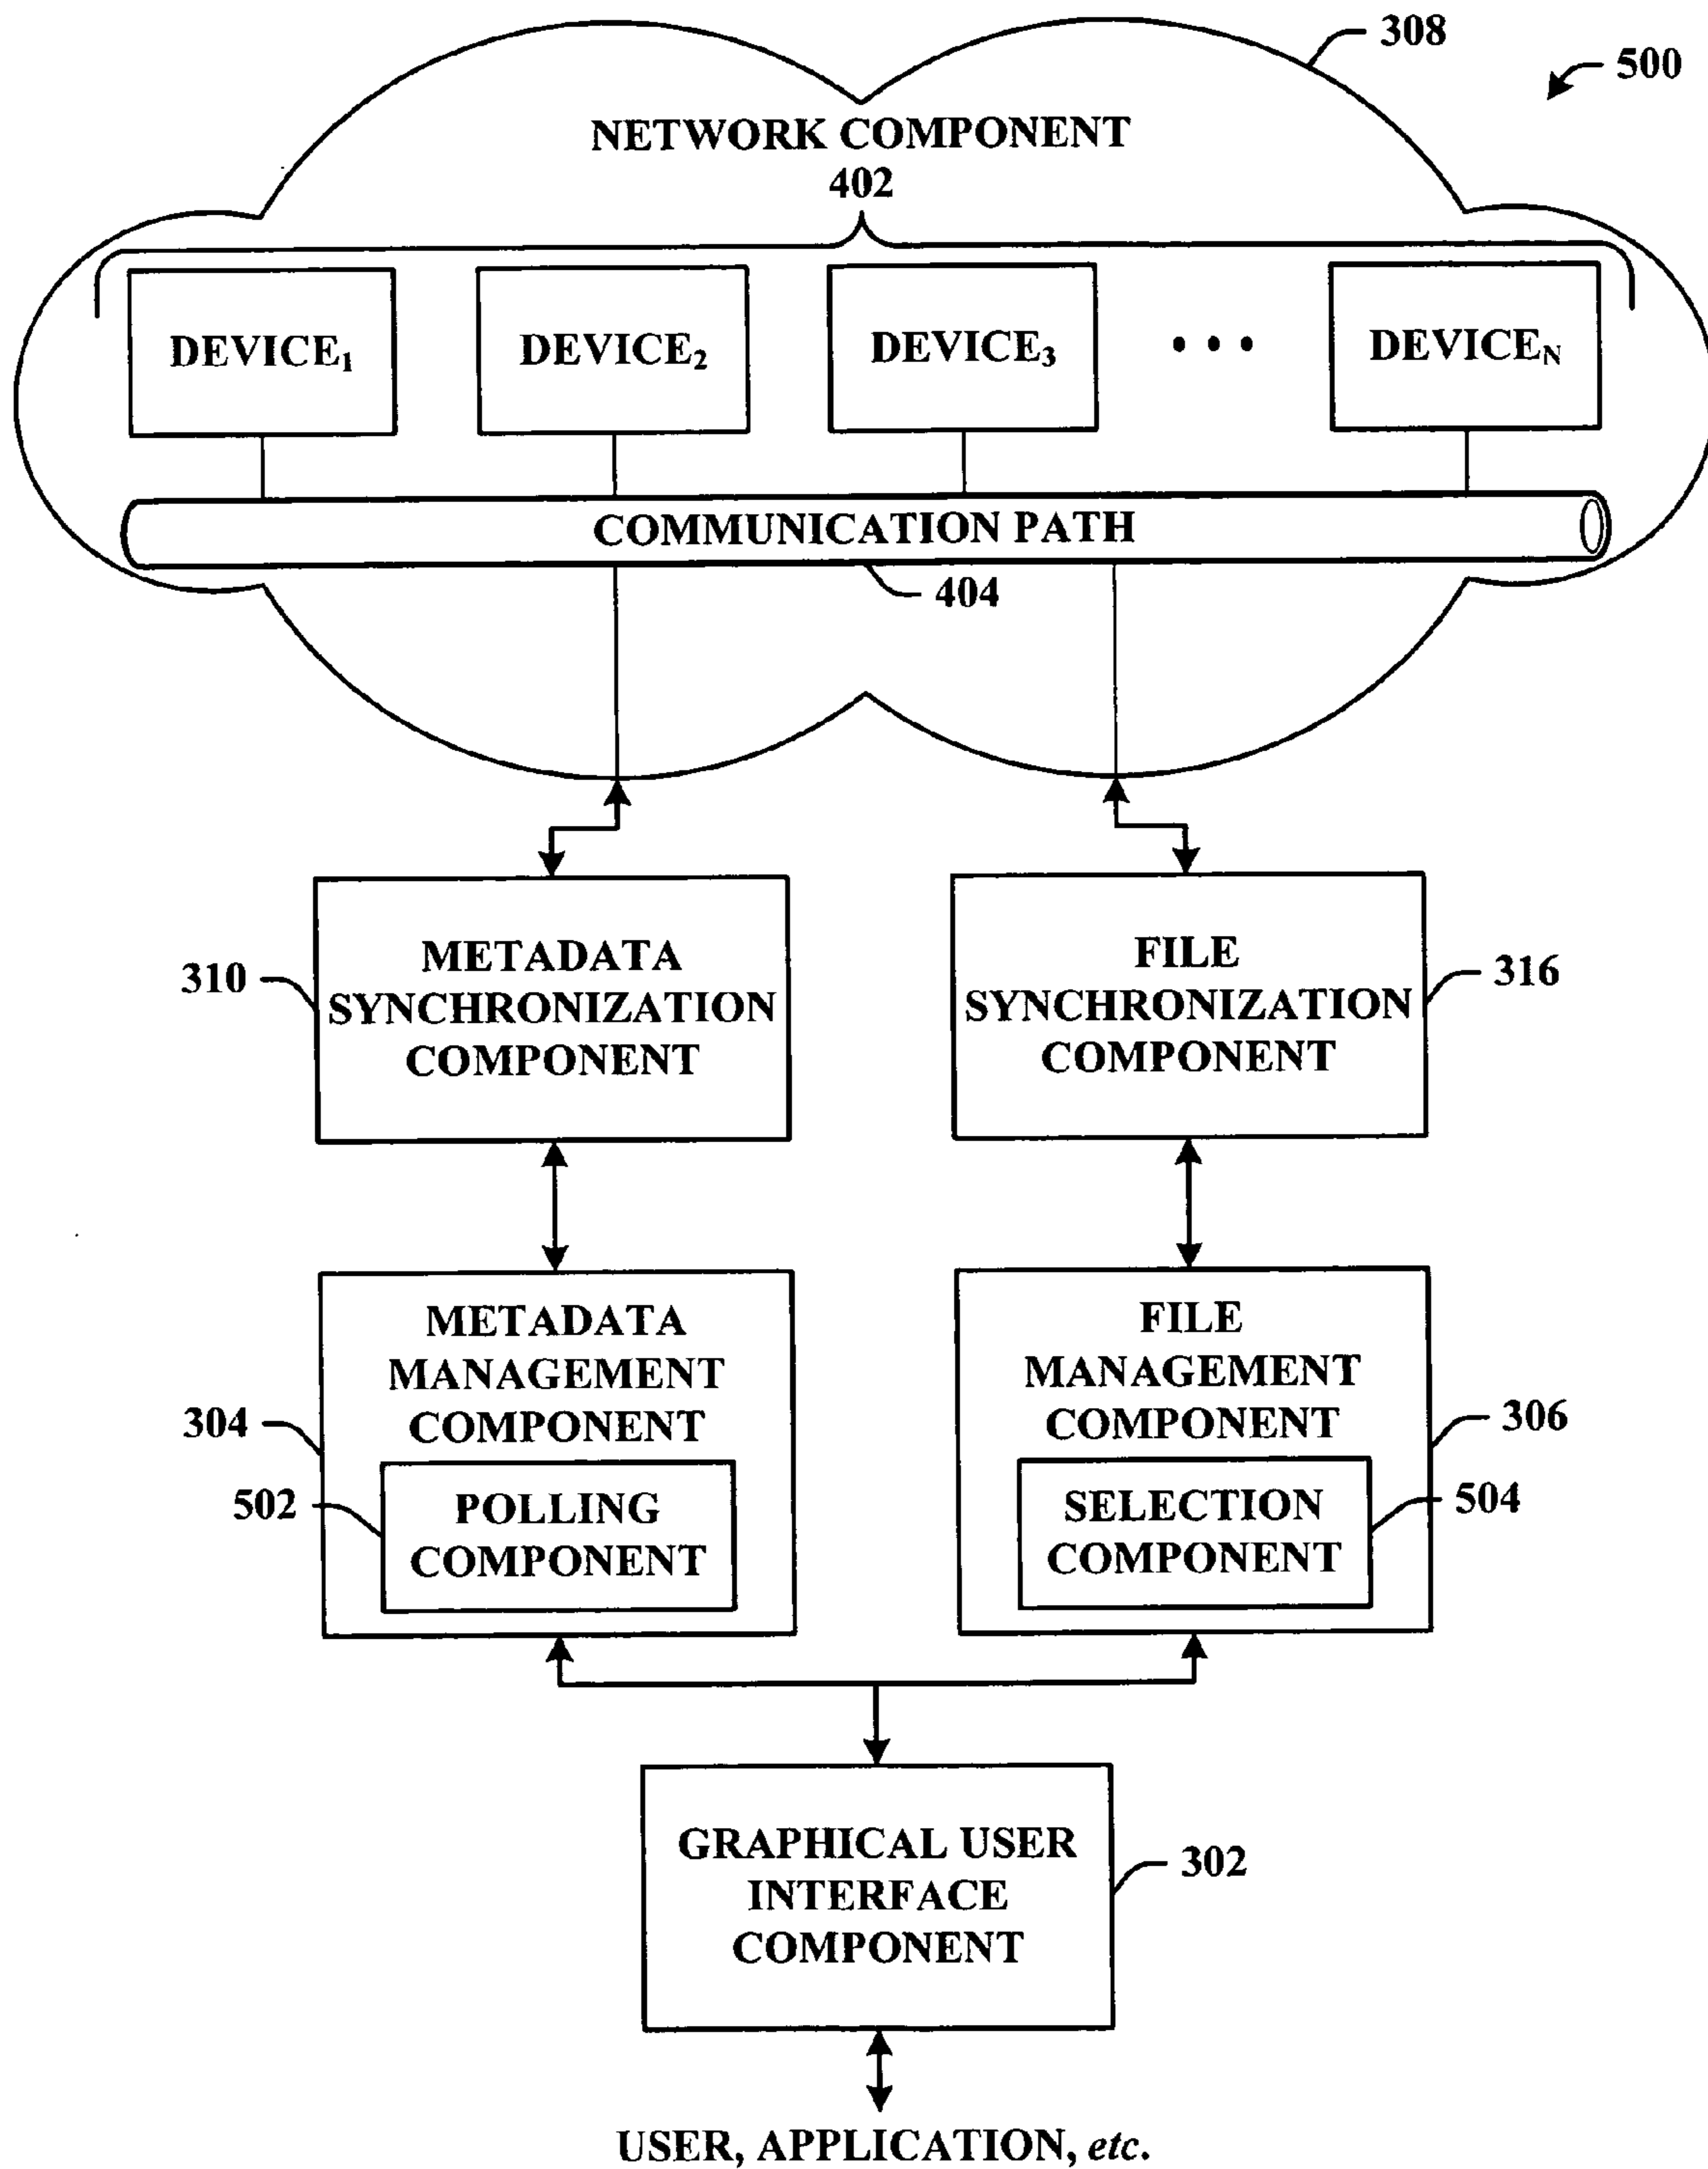 308
500
NETWORK COMPONENT
402
DEVICE₁
DEVICE₂
DEVICE₃
• • •
DEVICE_N
COMMUNICATION PATH
404
METADATA
SYNCHRONIZATION
COMPONENT
310
FILE
SYNCHRONIZATION
COMPONENT
316
METADATA
MANAGEMENT
COMPONENT
304
POLLING
COMPONENT
502
FILE
MANAGEMENT
COMPONENT
306
SELECTION
COMPONENT
504
GRAPHICAL USER
INTERFACE
COMPONENT
302
USER, APPLICATION, etc.